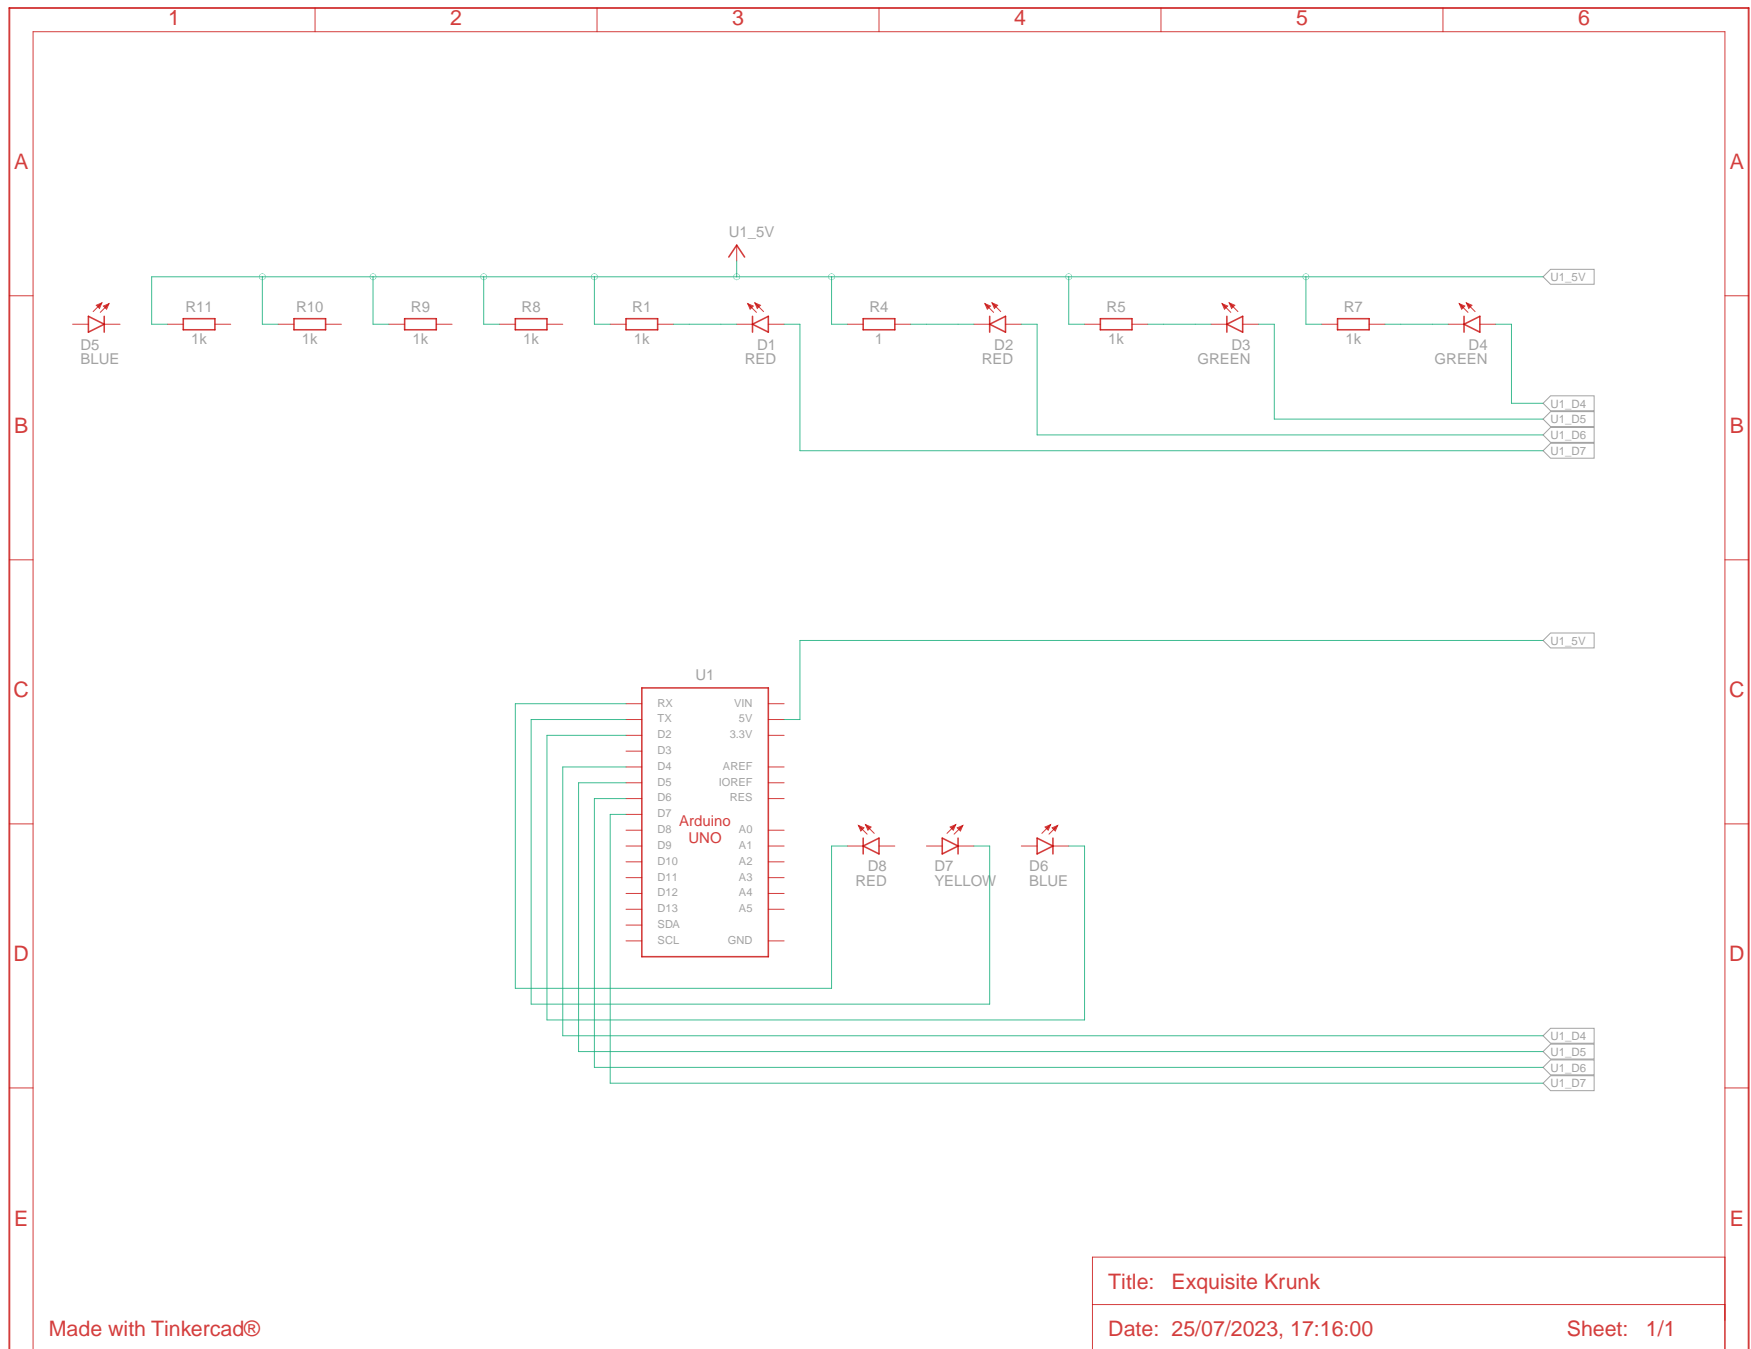 1 2 3 4 5 6
A A
U1_5V
U1_5V
R11 R10 R9 R8 R1 R4 R5 R7
1k 1k 1k 1k 1k 1 1k 1k
D5 D1 D2 D3 D4
BLUE RED RED GREEN GREEN
U1_D4
U1_D5
B B
U1_D6
U1_D7
U1_5V
U1
C C
RX VIN
TX 5V
D2 3.3V
D3
D4 AREF
D5 IOREF
D6 RES
D7
Arduino
D8 A0
UNO
D9 A1
D10 A2
D11 A3
D12 A4
D13 A5
SDA
SCL GND
D8 D7 D6
RED YELLOW BLUE
D D
U1_D4
U1_D5
U1_D6
U1_D7
E E
Title: Exquisite Krunk
Made with Tinkercad®
Date: 25/07/2023, 17:16:00 Sheet: 1/1